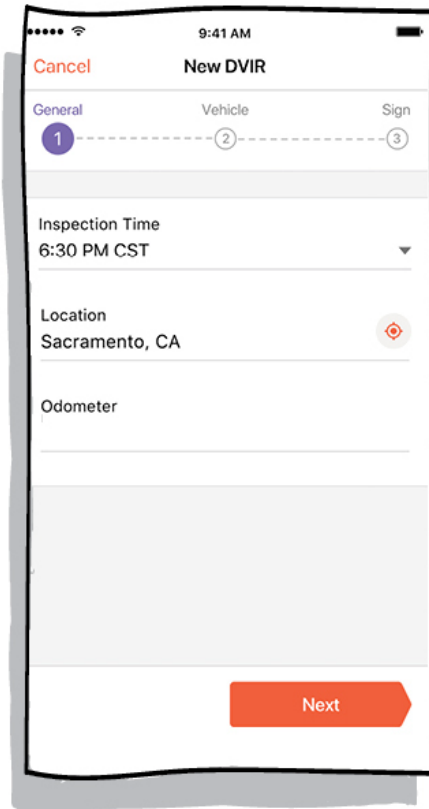 9:41 AM
Cancel New DVIR
General Vehicle Sign
1 2 3
Inspection Time
6:30 PM CST
Location
Sacramento, CA
Odometer
Next